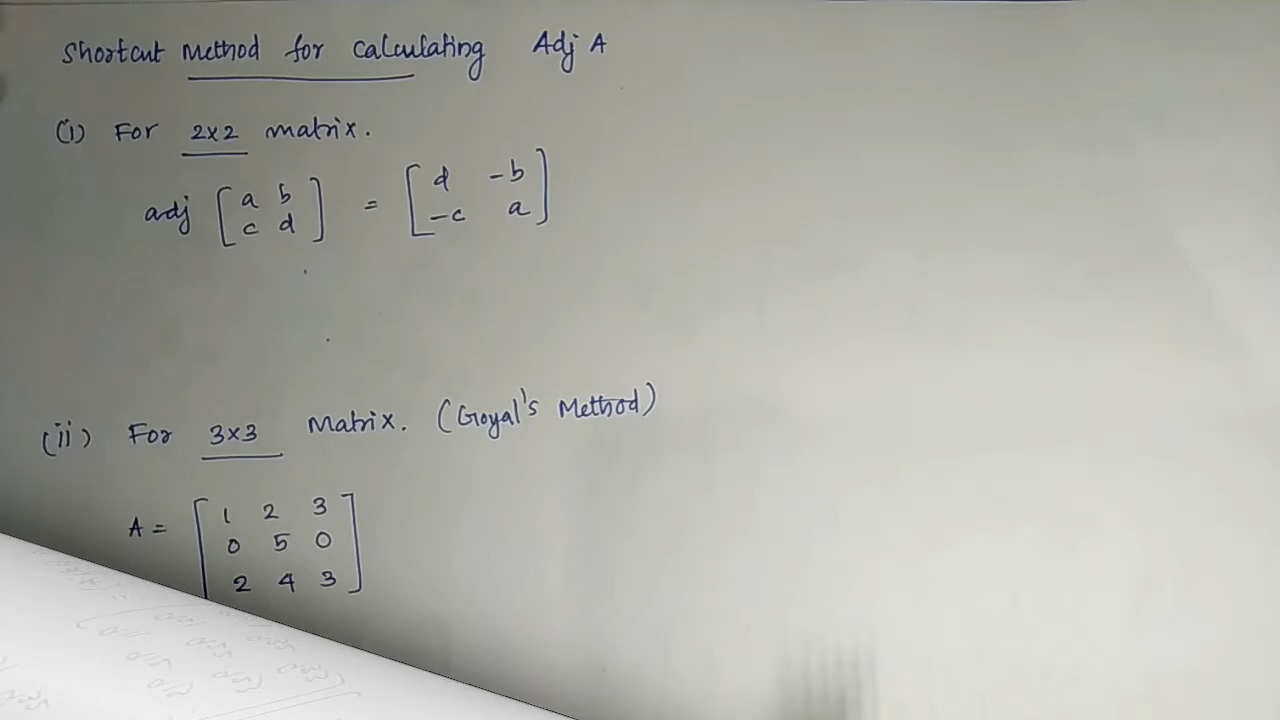 Shortcut Method for Calculating Adj A
(i) For 2x2 matrix.
adj [a b
c d] = [d -b
-c a]
(ii) For 3x3 Matrix. (Goyal's Method)
A = [1 2 3
0 5 0
2 4 3]